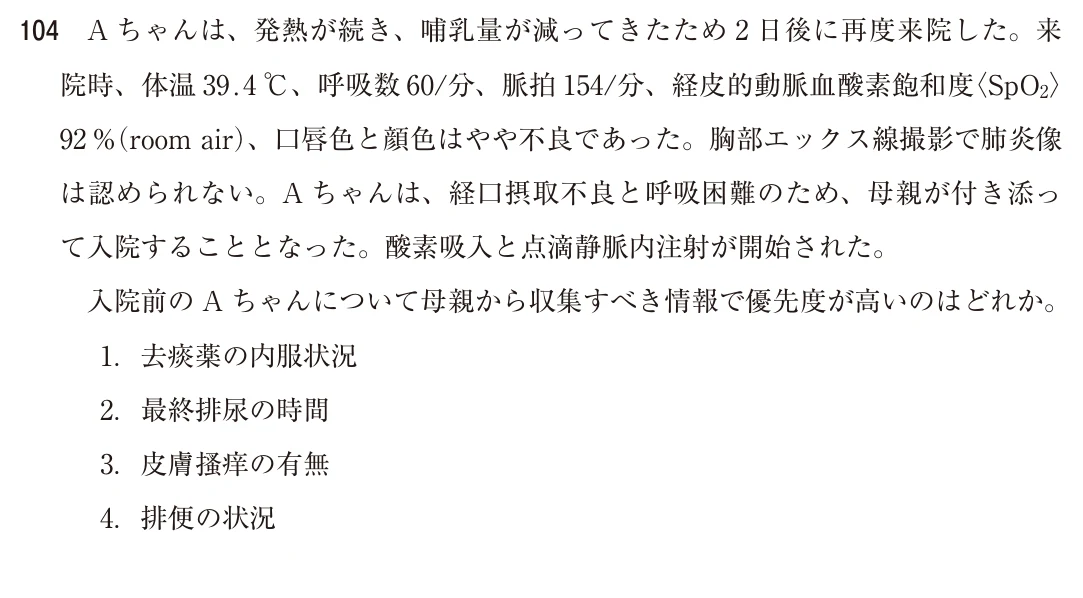 104 Aちゃんは、発熱が続き、哺乳量が減ってきたため2日後に再度来院した。来
院時、体温39.4℃、呼吸数60/分、脈拍154/分、経皮的動脈血酸素飽和度〈SpO₂〉
92%(room air)、口唇色と顔色はやや不良であった。胸部エックス線撮影で肺炎像
は認められない。Aちゃんは、経口摂取不良と呼吸困難のため、母親が付き添っ
て入院することとなった。酸素吸入と点滴静脈内注射が開始された。
入院前のAちゃんについて母親から収集すべき情報で優先度が高いのはどれか。
1. 去痰薬の内服状況
2. 最終排尿の時間
3. 皮膚搔痒の有無
4. 排便の状況